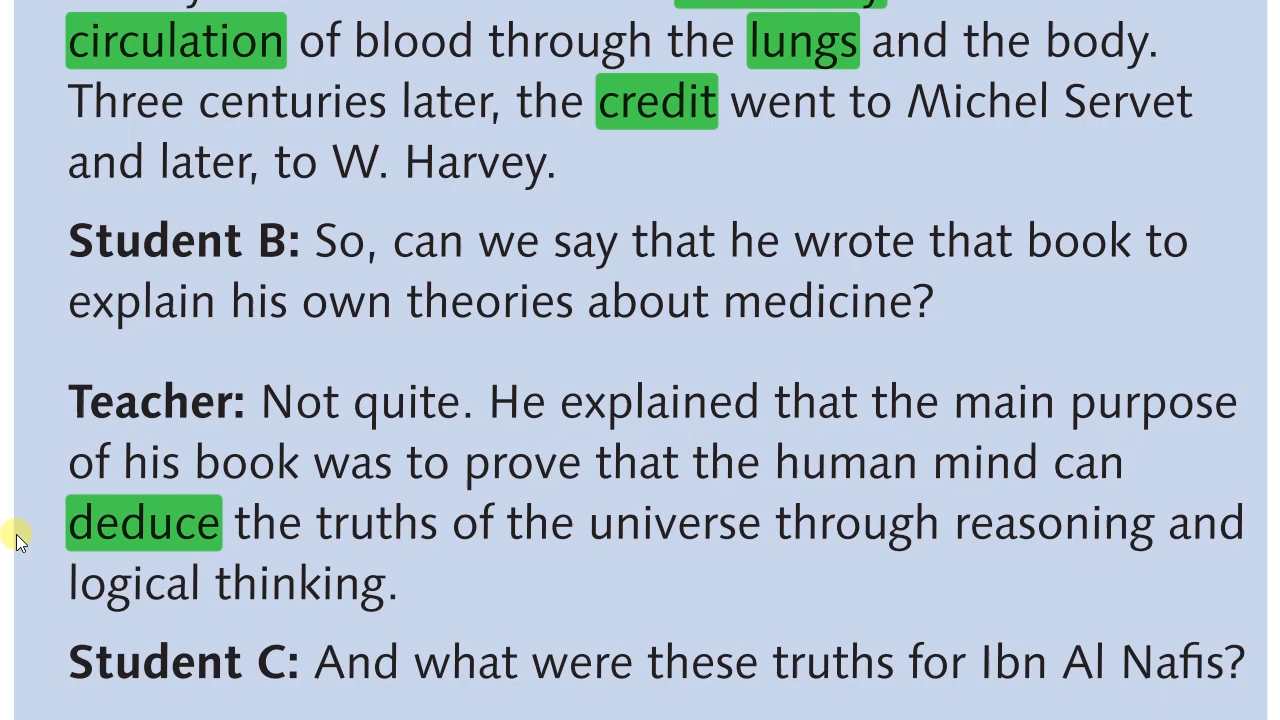 circulation of blood through the lungs and the body.
Three centuries later, the credit went to Michel Servet
and later, to W. Harvey.
Student B: So, can we say that he wrote that book to
explain his own theories about medicine?
Teacher: Not quite. He explained that the main purpose
of his book was to prove that the human mind can
deduce the truths of the universe through reasoning and
logical thinking.
Student C: And what were these truths for Ibn Al Nafis?